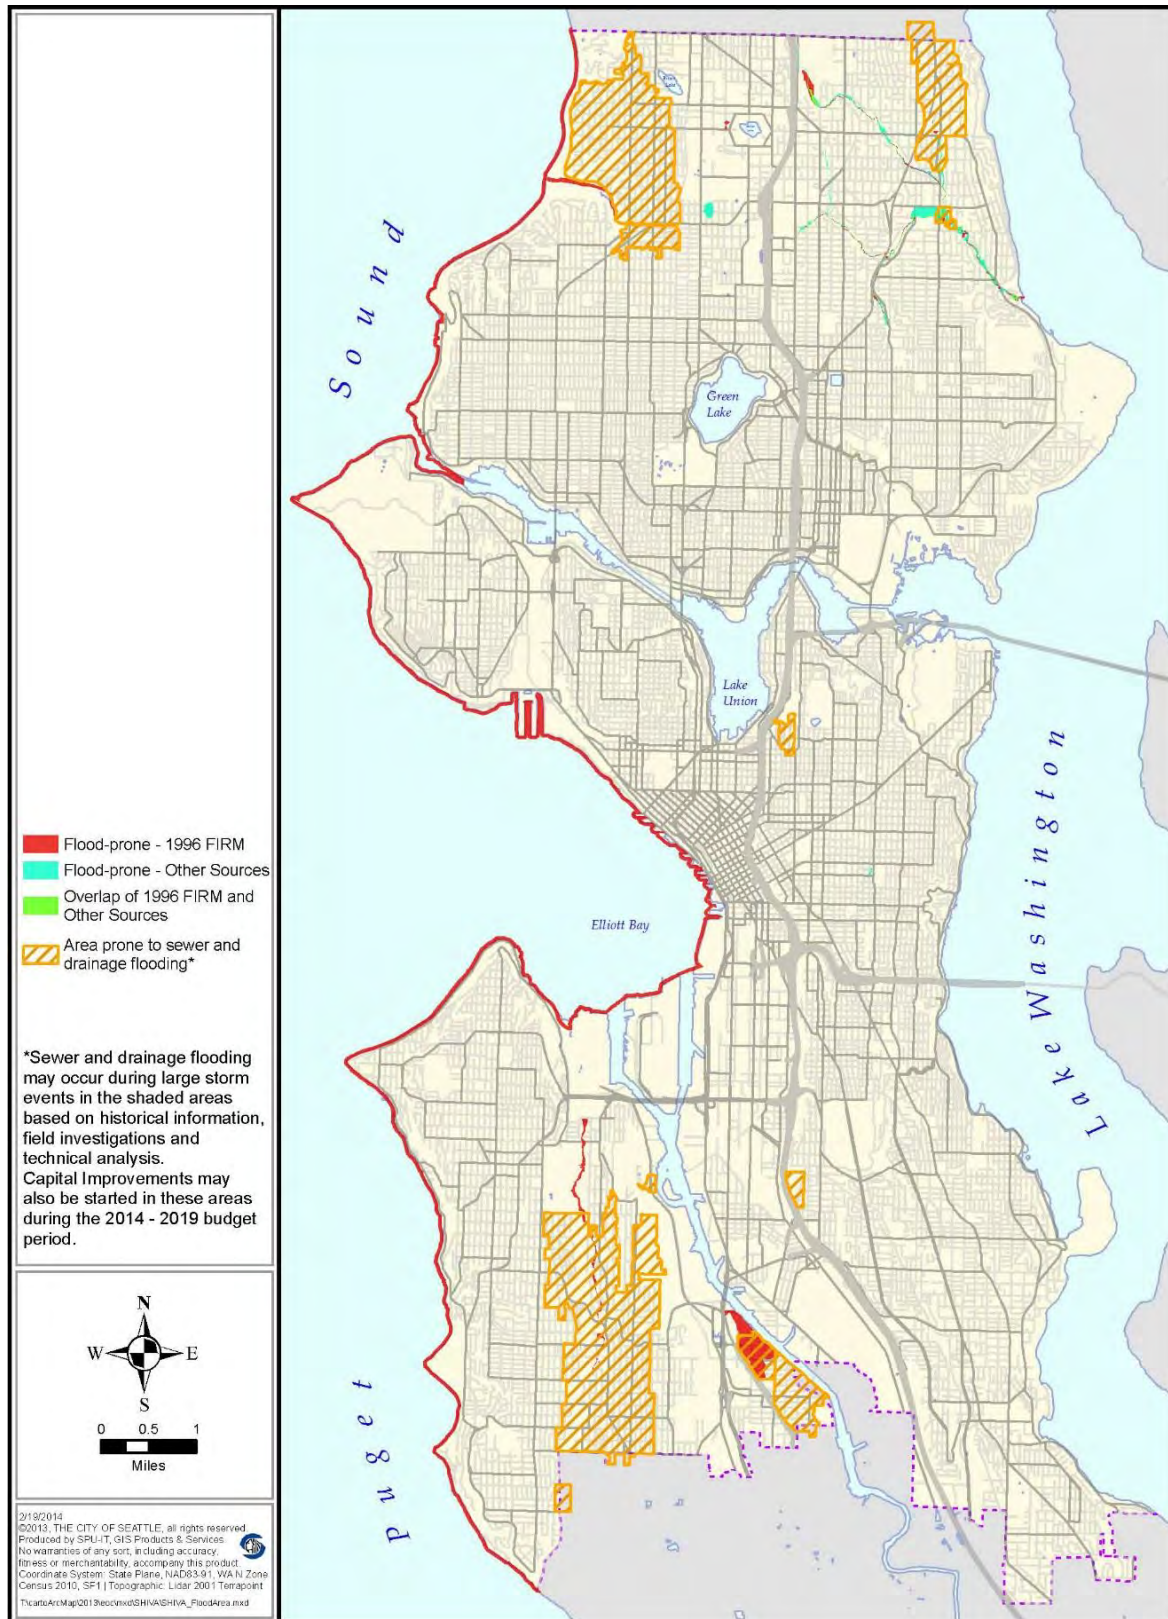 Sound
Green
Lake
Lake
Union
Lake Washington
Elliott Bay
Puget
Flood-prone - 1996 FIRM
Flood-prone - Other Sources
Overlap of 1996 FIRM and
Other Sources
Area prone to sewer and
drainage flooding*
*Sewer and drainage flooding
may occur during large storm
events in the shaded areas
based on historical information,
field investigations and
technical analysis.
Capital Improvements may
also be started in these areas
during the 2014 - 2019 budget
period.
N
W E
S
0 0.5 1
Miles
2/19/2014
©2013, THE CITY OF SEATTLE, all rights reserved.
Produced by SPU-IT, GIS Products & Services.
No warranties of any sort, including accuracy,
fitness or merchantability, accompany this product.
Coordinate System: State Plane, NAD83-91, WA N Zone
Census 2010, SF1 | Topographic: Lidar 2001 Terrapoint